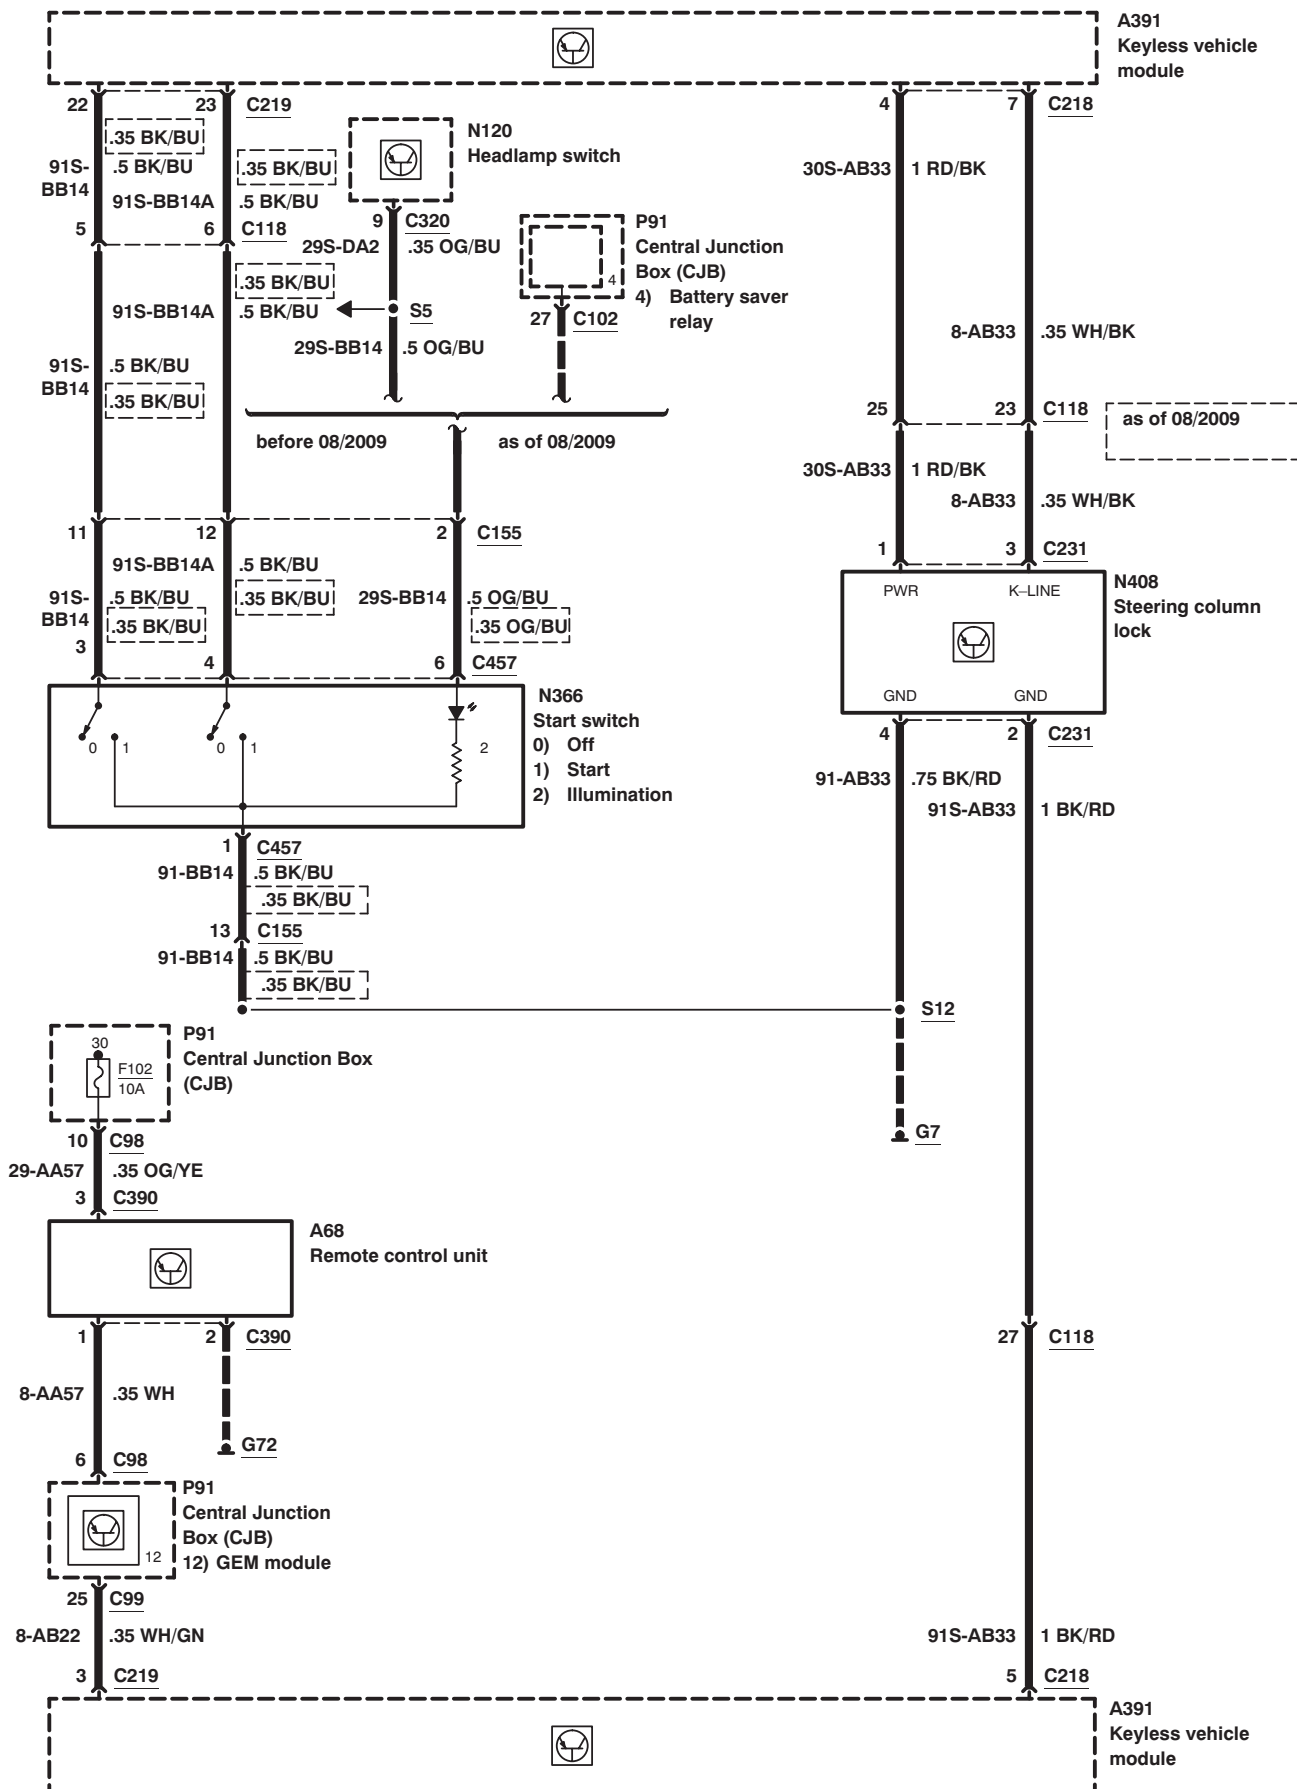 A391
Keyless vehicle
module
22
23
C219
4
7
C218
.35 BK/BU
91S-
BB14
.5 BK/BU
.35 BK/BU
91S-BB14A
.5 BK/BU
N120
Headlamp switch
30S-AB33
1 RD/BK
5
6
C118
9
C320
29S-DA2
.35 OG/BU
P91
Central Junction
Box (CJB)
4
4) Battery saver
relay
.35 BK/BU
91S-BB14A
.5 BK/BU
S5
27
C102
29S-BB14
.5 OG/BU
8-AB33
.35 WH/BK
91S-
BB14
.5 BK/BU
.35 BK/BU
25
23
C118
as of 08/2009
before 08/2009
as of 08/2009
30S-AB33
1 RD/BK
8-AB33
.35 WH/BK
11
12
2
C155
1
3
C231
91S-BB14A
.5 BK/BU
91S-
BB14
.5 BK/BU
.35 BK/BU
.35 BK/BU
29S-BB14
.5 OG/BU
.35 OG/BU
PWR
K–LINE
N408
Steering column
lock
3
4
6
C457
GND
GND
0
1
0
1
2
N366
Start switch
0) Off
1) Start
2) Illumination
4
2
C231
91-AB33
.75 BK/RD
91S-AB33
1 BK/RD
1
C457
91-BB14
.5 BK/BU
.35 BK/BU
13
C155
91-BB14
.5 BK/BU
.35 BK/BU
S12
30
F102
10A
P91
Central Junction Box
(CJB)
G7
10
C98
29-AA57
.35 OG/YE
3
C390
A68
Remote control unit
1
2
C390
27
C118
8-AA57
.35 WH
G72
6
C98
12
P91
Central Junction
Box (CJB)
12) GEM module
25
C99
8-AB22
.35 WH/GN
91S-AB33
1 BK/RD
3
C219
5
C218
A391
Keyless vehicle
module